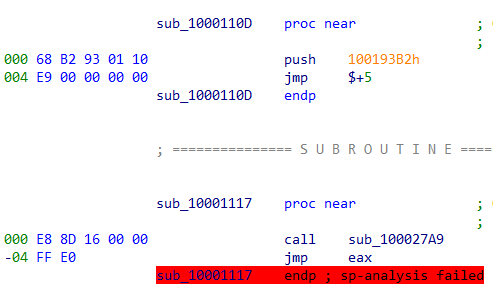 sub_1000110D proc near ;
;
000 68 B2 93 01 10 push 100193B2h
004 E9 00 00 00 00 jmp $+5
sub_1000110D endp
; =============== S U B R O U T I N E ====
sub_10001117 proc near ;
;
000 E8 8D 16 00 00 call sub_100027A9
-04 FF E0 jmp eax
sub_10001117 endp ; sp-analysis failed